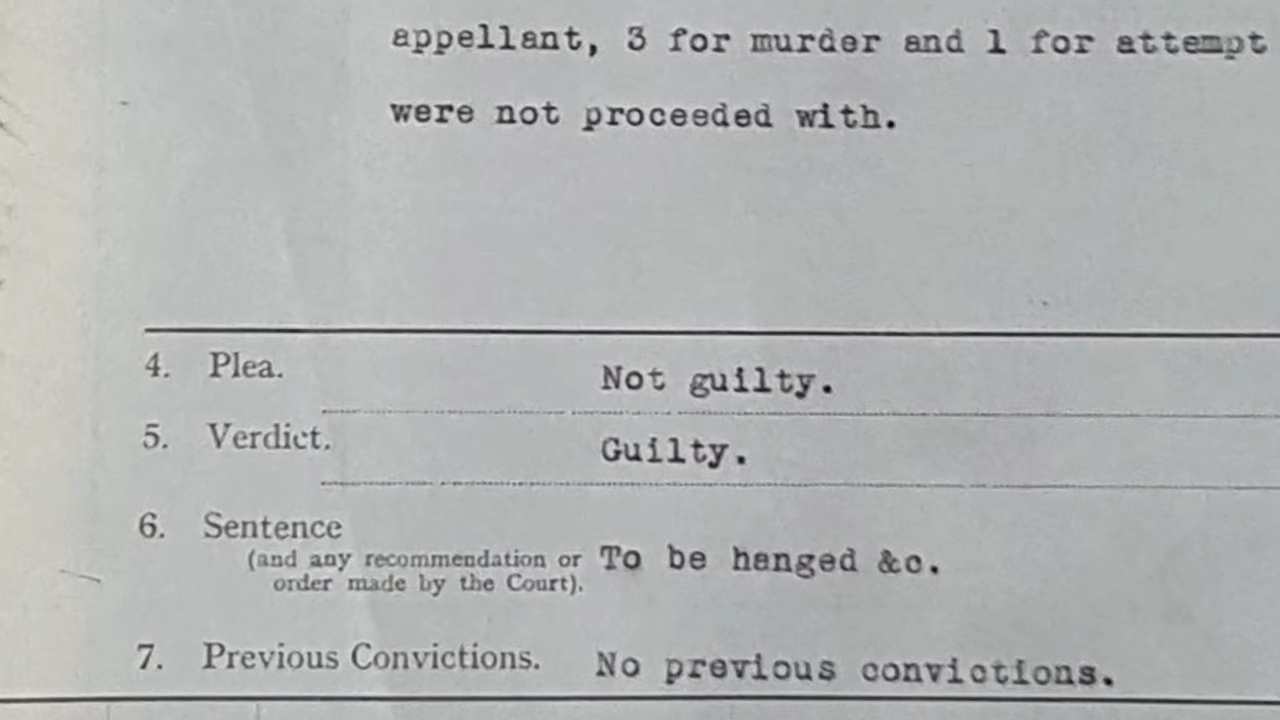 appellant, 3 for murder and 1 for attempt
were not proceeded with.
4. Plea. Not guilty.
5. Verdict. Guilty.
6. Sentence
(and any recommendation or To be hanged &c.
order made by the Court).
7. Previous Convictions. No previous convictions.